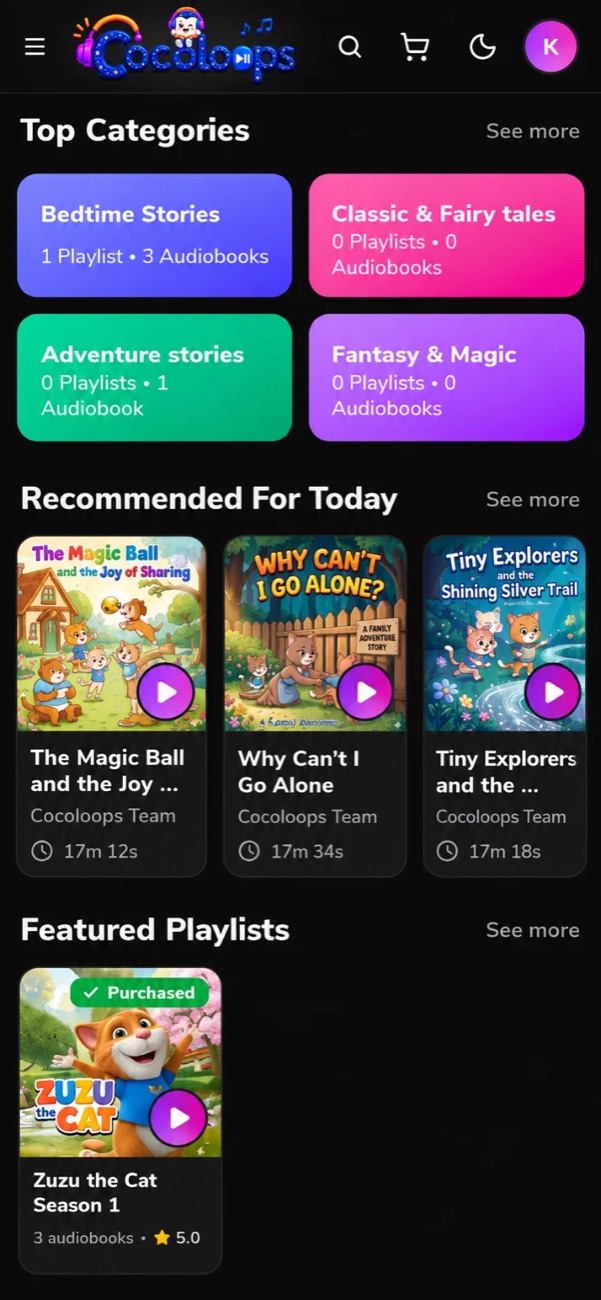 Cocoloops
K
Top Categories
See more
Bedtime Stories
1 Playlist • 3 Audiobooks
Classic & Fairy tales
0 Playlists • 0
Audiobooks
Adventure stories
0 Playlists • 1
Audiobook
Fantasy & Magic
0 Playlists • 0
Audiobooks
Recommended For Today
See more
The Magic Ball
and the Joy of Sharing
The Magic Ball
and the Joy ...
Cocoloops Team
17m 12s
WHY CAN'T
I GO ALONE?
A FAMILY
ADVENTURE
STORY
Why Can't I
Go Alone
Cocoloops Team
17m 34s
Tiny Explorers
and the
Shining Silver Trail
Tiny Explorers
and the ...
Cocoloops Team
17m 18s
Featured Playlists
See more
Purchased
ZUZU
the CAT
Zuzu the Cat
Season 1
3 audiobooks • 5.0